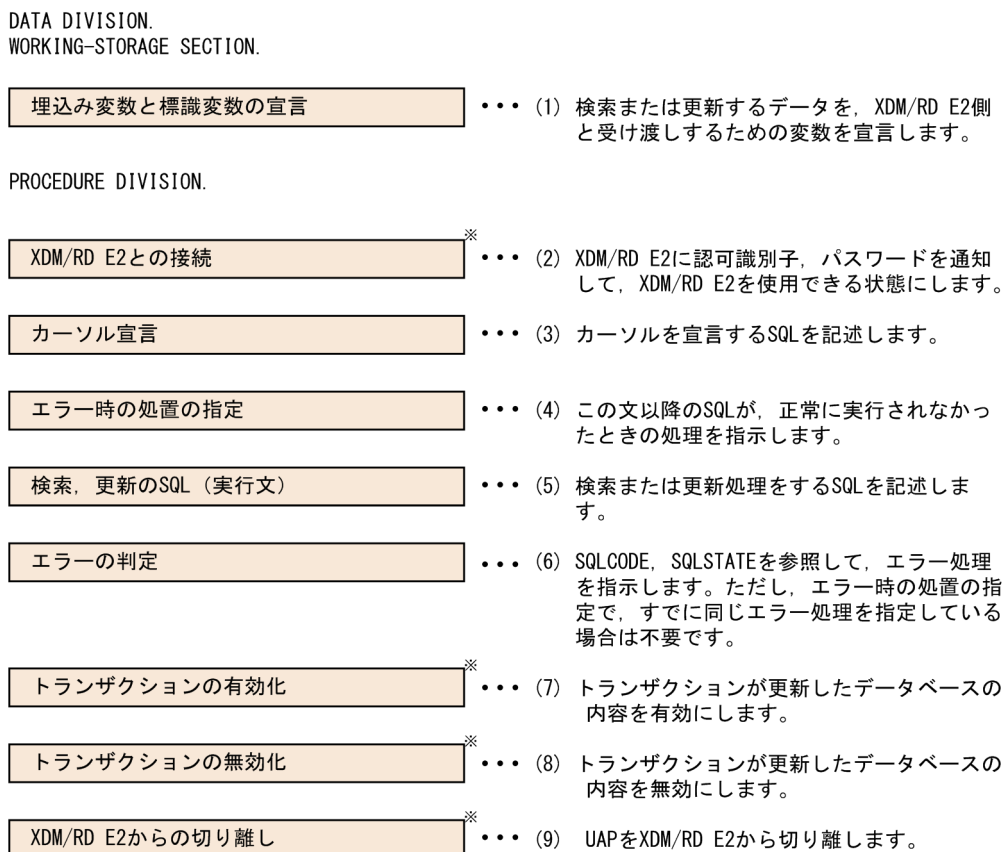 DATA DIVISION.
WORKING-STORAGE SECTION.
埋込み変数と標識変数の宣言 ・・・ (1) 検索または更新するデータを，XDM/RD E2側
と受け渡しするための変数を宣言します。
PROCEDURE DIVISION.
※
XDM/RD E2との接続 ・・・ (2) XDM/RD E2に認可識別子，パスワードを通知
して，XDM/RD E2を使用できる状態にします。
カーソル宣言 ・・・ (3) カーソルを宣言するSQLを記述します。
エラー時の処置の指定 ・・・ (4) この文以降のSQLが，正常に実行されなかっ
たときの処理を指示します。
検索，更新のSQL（実行文） ・・・ (5) 検索または更新処理をするSQLを記述しま
す。
エラーの判定 ・・・ (6) SQLCODE，SQLSTATEを参照して，エラー処理
を指示します。ただし，エラー時の処置の指
定で，すでに同じエラー処理を指定している
場合は不要です。
※
トランザクションの有効化 ・・・ (7) トランザクションが更新したデータベースの
内容を有効にします。
※
トランザクションの無効化 ・・・ (8) トランザクションが更新したデータベースの
内容を無効にします。
※
XDM/RD E2からの切り離し ・・・ (9) UAPをXDM/RD E2から切り離します。